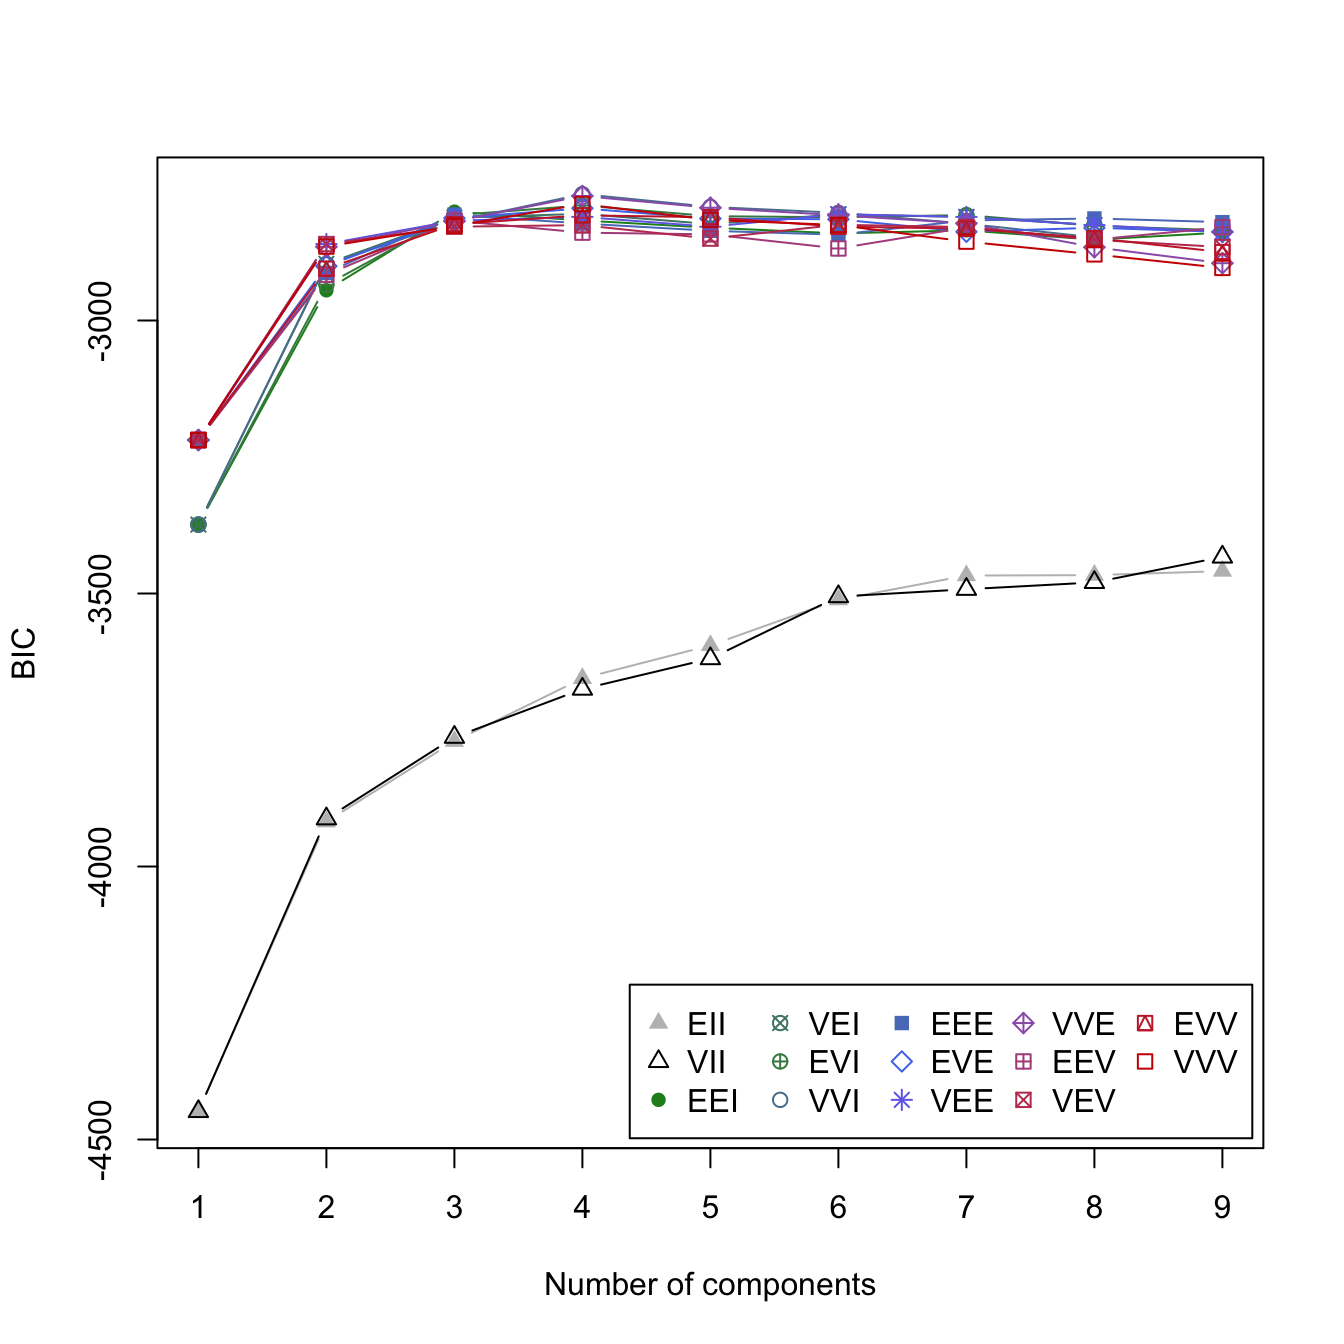 BIC
-3000
-3500
-4000
-4500
EII VEI EEE VVE EVV
VII EVI EVE EEV VVV
EEI VVI VEE VEV
1 2 3 4 5 6 7 8 9
Number of components